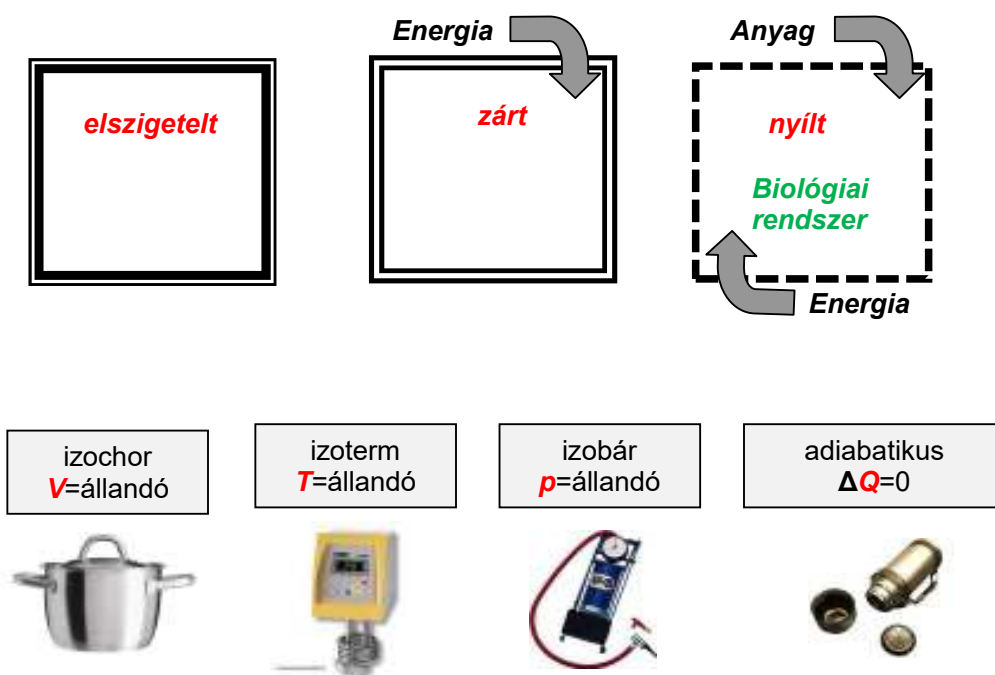 Energia
Anyag
elszigetelt
zárt
nyílt
Biológiai
rendszer
Energia
izochor
V=állandó
izoterm
T=állandó
izobár
p=állandó
adiabatikus
ΔQ=0